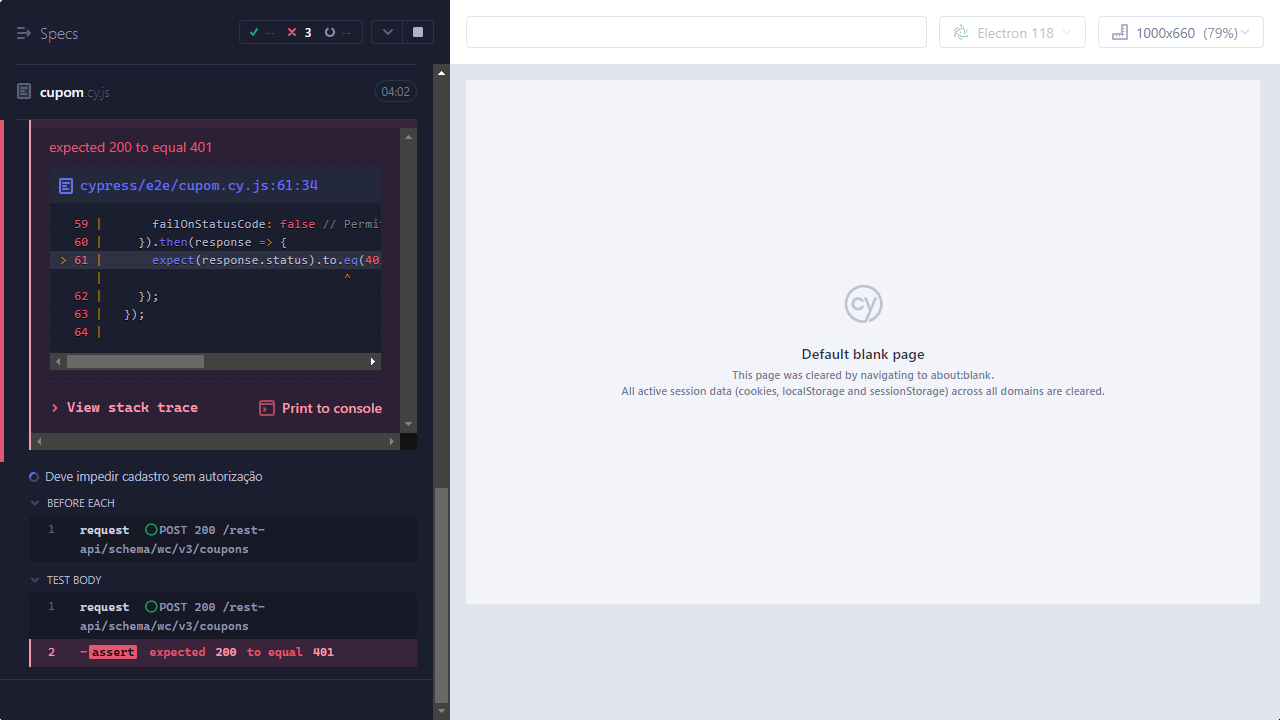 Specs
-- 3 --
Electron 118
1000x660 (79%)
cupom.cy.js
04:02
expected 200 to equal 401
cypress/e2e/cupom.cy.js:61:34
59 | failOnStatusCode: false // Permi
60 | }).then(response => {
> 61 | expect(response.status).to.eq(40
| ^
62 | });
63 | });
64 |
> View stack trace
Print to console
Deve impedir cadastro sem autorização
BEFORE EACH
1 request POST 200 /rest-
api/schema/wc/v3/coupons
TEST BODY
1 request POST 200 /rest-
api/schema/wc/v3/coupons
2 -assert expected 200 to equal 401
cy
Default blank page
This page was cleared by navigating to about:blank.
All active session data (cookies, localStorage and sessionStorage) across all domains are cleared.